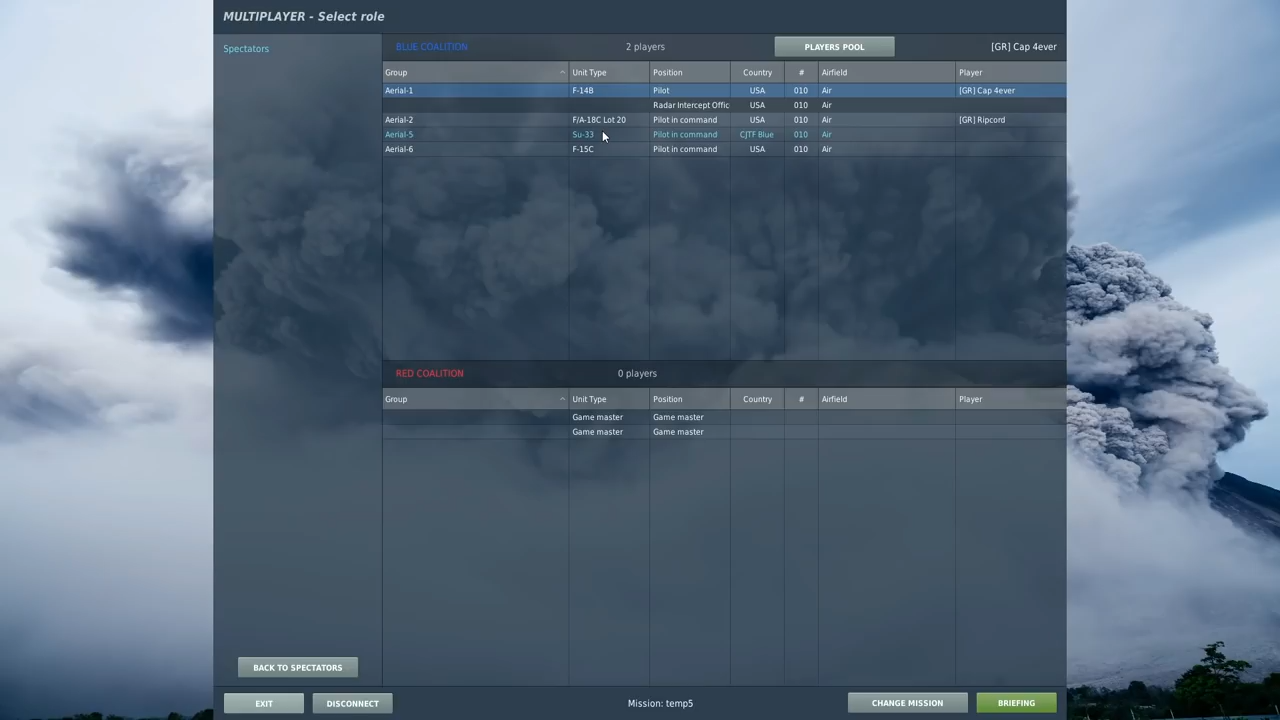 MULTIPLAYER - Select role
Spectators
BLUE COALITION 2 players PLAYERS POOL [GR] Cap 4ever
Group Unit Type Position Country # Airfield Player
Aerial-1 F-14B Pilot USA 010 Air [GR] Cap 4ever
Radar Intercept Offic USA 010 Air
Aerial-2 F/A-18C Lot 20 Pilot in command USA 010 Air [GR] Ripcord
Aerial-5 Su-33 Pilot in command CJTF Blue 010 Air
Aerial-6 F-15C Pilot in command USA 010 Air
RED COALITION 0 players
Group Unit Type Position Country # Airfield Player
Game master Game master
Game master Game master
BACK TO SPECTATORS
EXIT DISCONNECT Mission: temp5 CHANGE MISSION BRIEFING